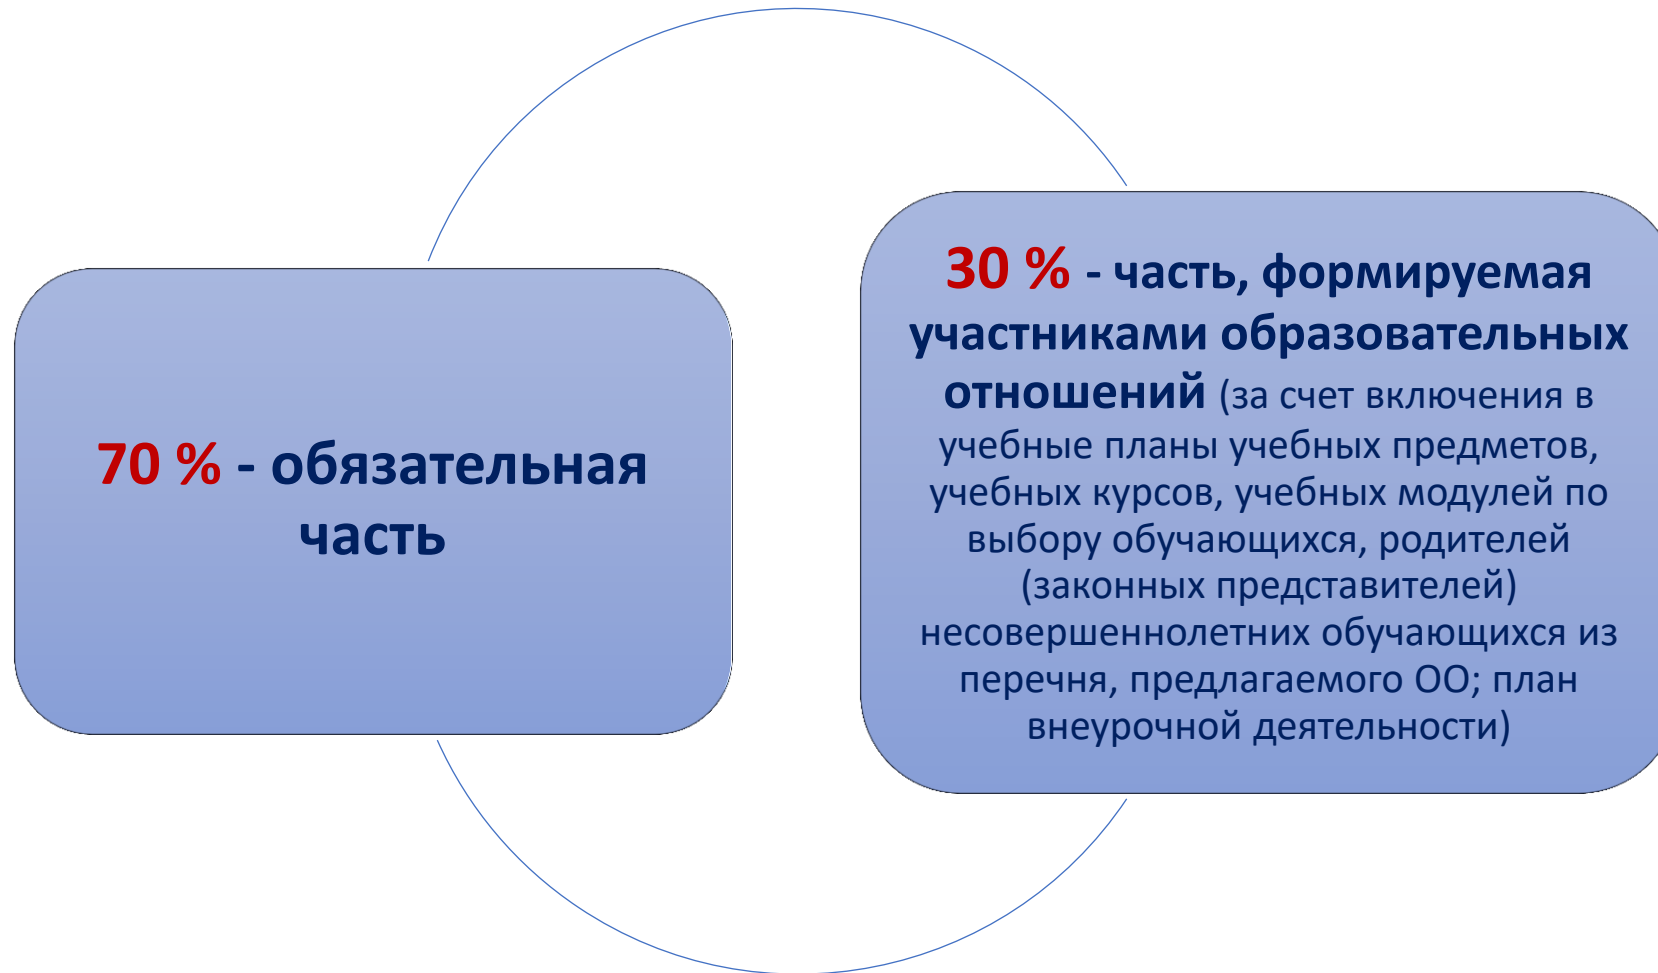 70 % - обязательная
часть
30 % - часть, формируемая
участниками образовательных
отношений (за счет включения в
учебные планы учебных предметов,
учебных курсов, учебных модулей по
выбору обучающихся, родителей
(законных представителей)
несовершеннолетних обучающихся из
перечня, предлагаемого ОО; план
внеурочной деятельности)